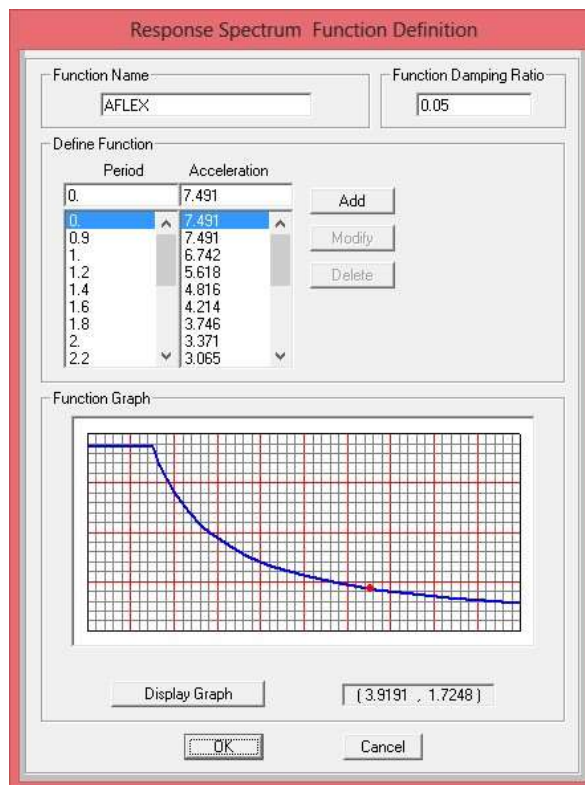 Response Spectrum Function Definition
Function Name
AFLEX
Function Damping Ratio
0.05
Define Function
Period Acceleration
0. 7.491
0. 7.491
0.9 7.491
1. 6.742
1.2 5.618
1.4 4.816
1.6 4.214
1.8 3.746
2. 3.371
2.2 3.065
Add
Modify
Delete
Function Graph
Display Graph
( 3.9191 , 1.7248 )
OK
Cancel